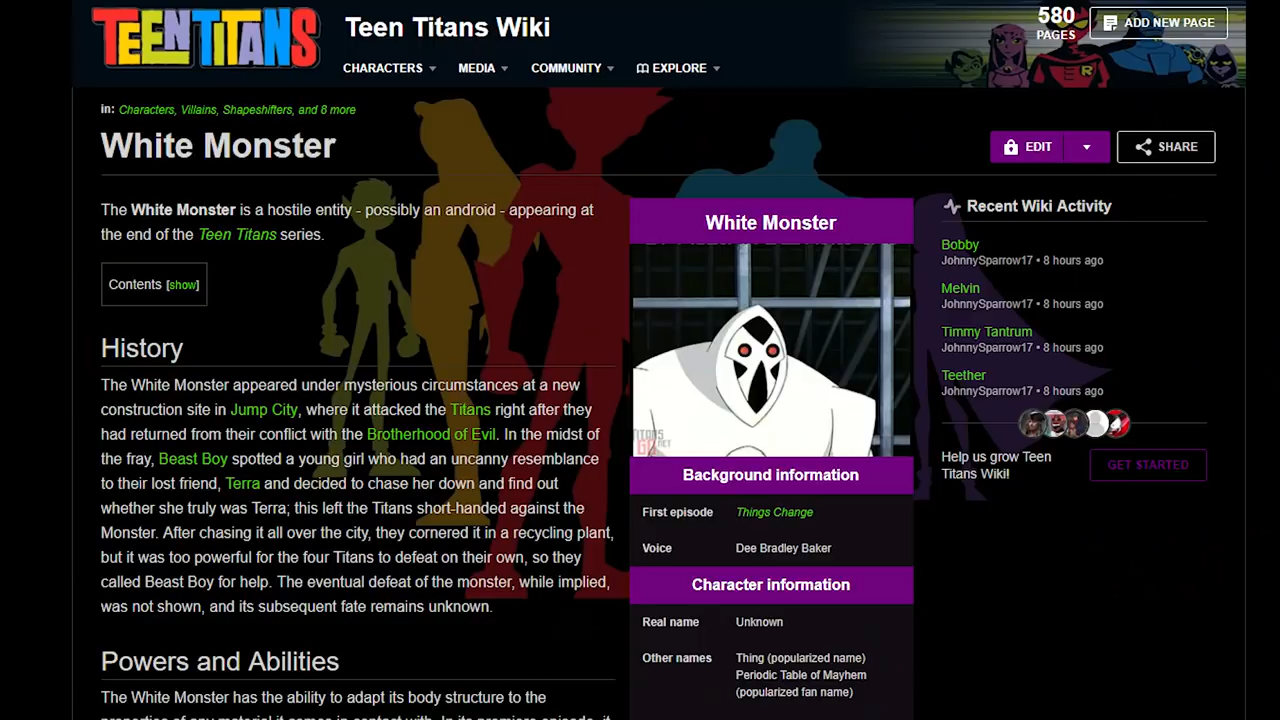 TEEN TITANS
Teen Titans Wiki
580
PAGES
ADD NEW PAGE
CHARACTERS
MEDIA
COMMUNITY
EXPLORE
in: Characters, Villains, Shapeshifters, and 8 more
White Monster
EDIT
SHARE
The White Monster is a hostile entity - possibly an android - appearing at
the end of the Teen Titans series.
Contents [show]
History
The White Monster appeared under mysterious circumstances at a new
construction site in Jump City, where it attacked the Titans right after they
had returned from their conflict with the Brotherhood of Evil. In the midst of
the fray, Beast Boy spotted a young girl who had an uncanny resemblance
to their lost friend, Terra and decided to chase her down and find out
whether she truly was Terra; this left the Titans short-handed against the
Monster. After chasing it all over the city, they cornered it in a recycling plant,
but it was too powerful for the four Titans to defeat on their own, so they
called Beast Boy for help. The eventual defeat of the monster, while implied,
was not shown, and its subsequent fate remains unknown.
Powers and Abilities
The White Monster has the ability to adapt its body structure to the
White Monster
TITANS
GO.NET
Background information
First episode Things Change
Voice Dee Bradley Baker
Character information
Real name Unknown
Other names Thing (popularized name)
Periodic Table of Mayhem
(popularized fan name)
Recent Wiki Activity
Bobby
JohnnySparrow17 • 8 hours ago
Melvin
JohnnySparrow17 • 8 hours ago
Timmy Tantrum
JohnnySparrow17 • 8 hours ago
Teether
JohnnySparrow17 • 8 hours ago
Help us grow Teen
Titans Wiki!
GET STARTED